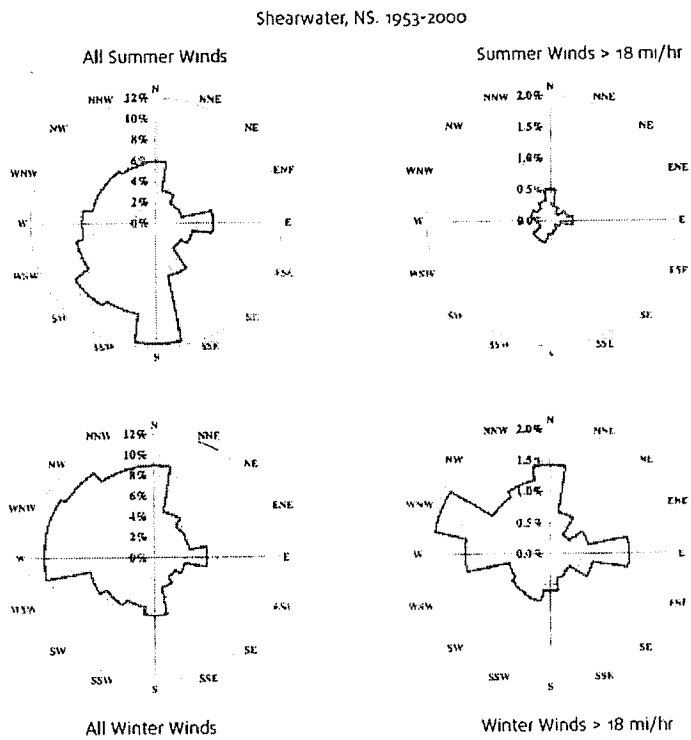 Shearwater, NS. 1953-2000
All Summer Winds
Summer Winds > 18 mi/hr
N
NNW 12% NNE
10%
NW 8% NE
6%
WNW 4% ENE
2%
W 0% E
WSW ESE
SW SE
SSW SSE
S
N
NNW 2.0% NNE
NW 1.5% NE
WNW 1.0% ENE
0.5%
W 0.0% E
WSW ESE
SW SE
SSW SSE
N
NNW 12% NNE
10%
NW 8% NE
6%
WNW 4% ENE
2%
W 0% E
WSW ESE
SW SE
SSW SSE
S
N
NNW 2.0% NNE
NW 1.5% NE
WNW 1.0% ENE
0.5%
W 0.0% E
WSW ESE
SW SE
SSW SSE
S
All Winter Winds
Winter Winds > 18 mi/hr